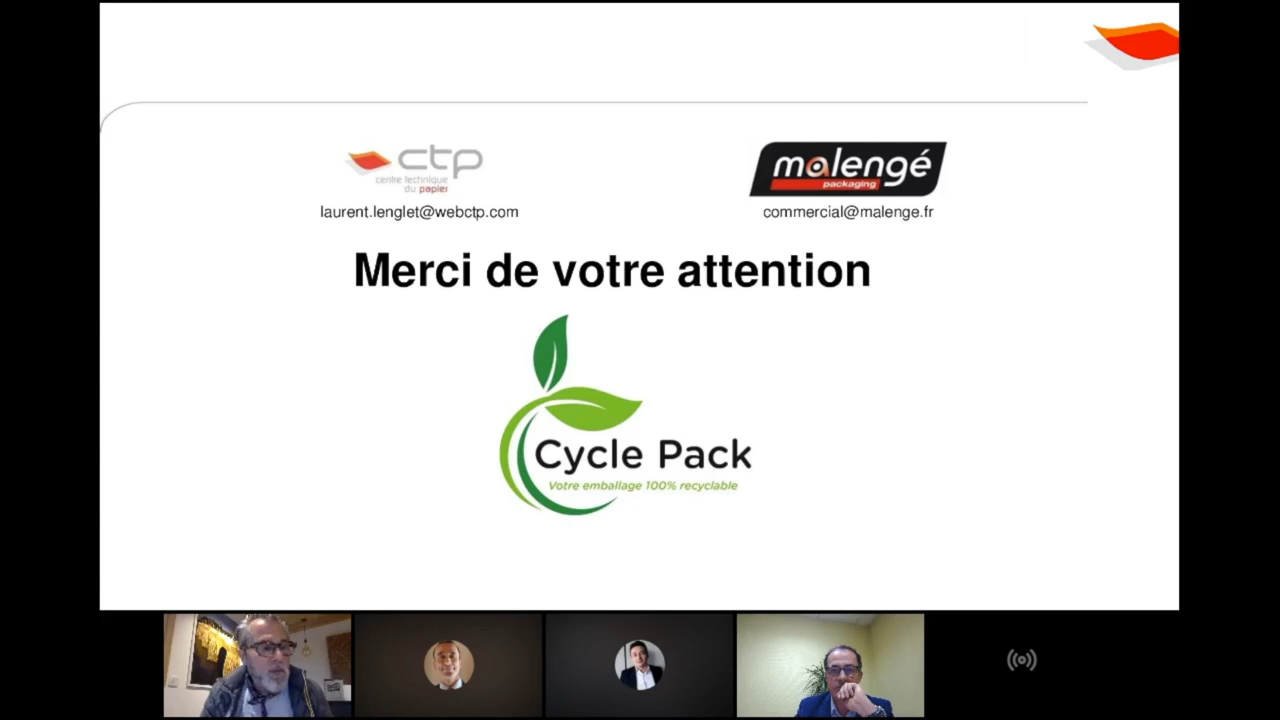 ctp
centre technique
du papier
laurent.lenglet@webctp.com
malengé
packaging
commercial@malenge.fr
Merci de votre attention
Cycle Pack
Votre emballage 100% recyclable